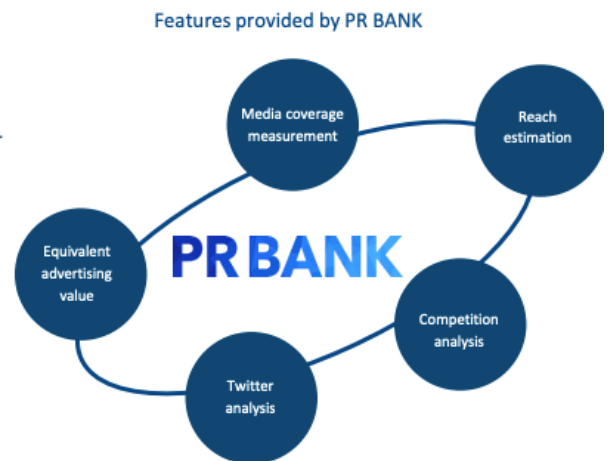 Features provided by PR BANK
Media coverage
measurement
Reach
estimation
Equivalent
advertising
value
PR BANK
Competition
analysis
Twitter
analysis